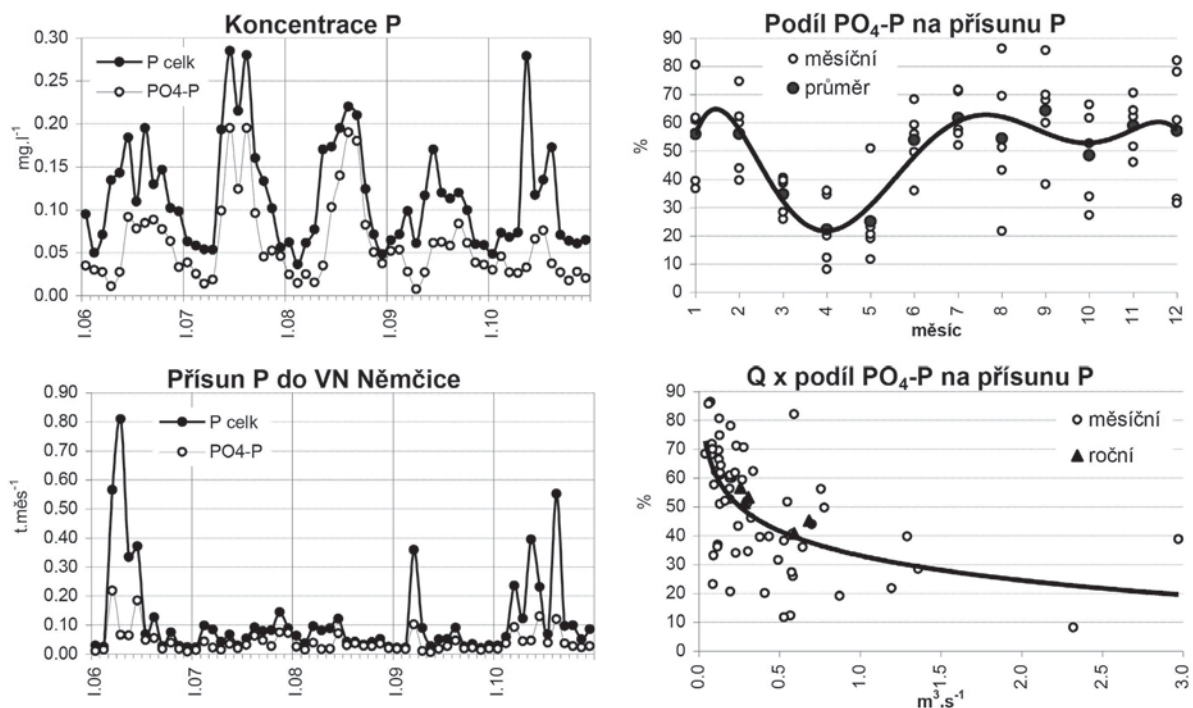 Koncentrace P
0.30
0.25
0.20
0.15
0.10
0.05
0.00
mg.l⁻¹
P celk
PO4-P
I.06
I.07
I.08
I.09
I.10
Podíl PO₄-P na přísunu P
90
80
70
60
50
40
30
20
10
0
%
měsíční
průměr
1 2 3 4 5 6 7 8 9 10 11 12
měsíc
Přísun P do VN Němčice
0.90
0.80
0.70
0.60
0.50
0.40
0.30
0.20
0.10
0.00
t.měs⁻¹
P celk
PO4-P
I.06
I.07
I.08
I.09
I.10
Q x podíl PO₄-P na přísunu P
90
80
70
60
50
40
30
20
10
0
%
měsíční
roční
0.0 0.5 1.0 1.5 2.0 2.5 3.0
m³.s⁻¹